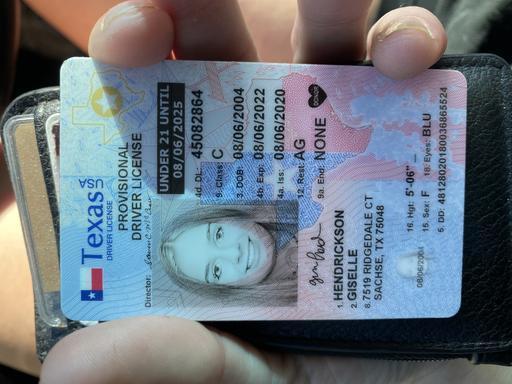 Texas USA
DRIVER LICENSE
PROVISIONAL
DRIVER LICENSE
UNDER 21 UNTIL
08/06/2025
Director:
4d. DL: 45082864
9. Class: C
3. DOB: 08/06/2004
4b. Exp: 08/06/2022
4a. Iss: 08/06/2020
12. Rest: AG
9a. End: NONE
DONOR
1. HENDRICKSON
2. GISELLE
8. 7519 RIDGEDALE CT
SACHSE, TX 75048
16. Hgt: 5'-06"
15. Sex: F 18. Eyes: BLU
5. DD: 48128020180036865524
08/06/2004